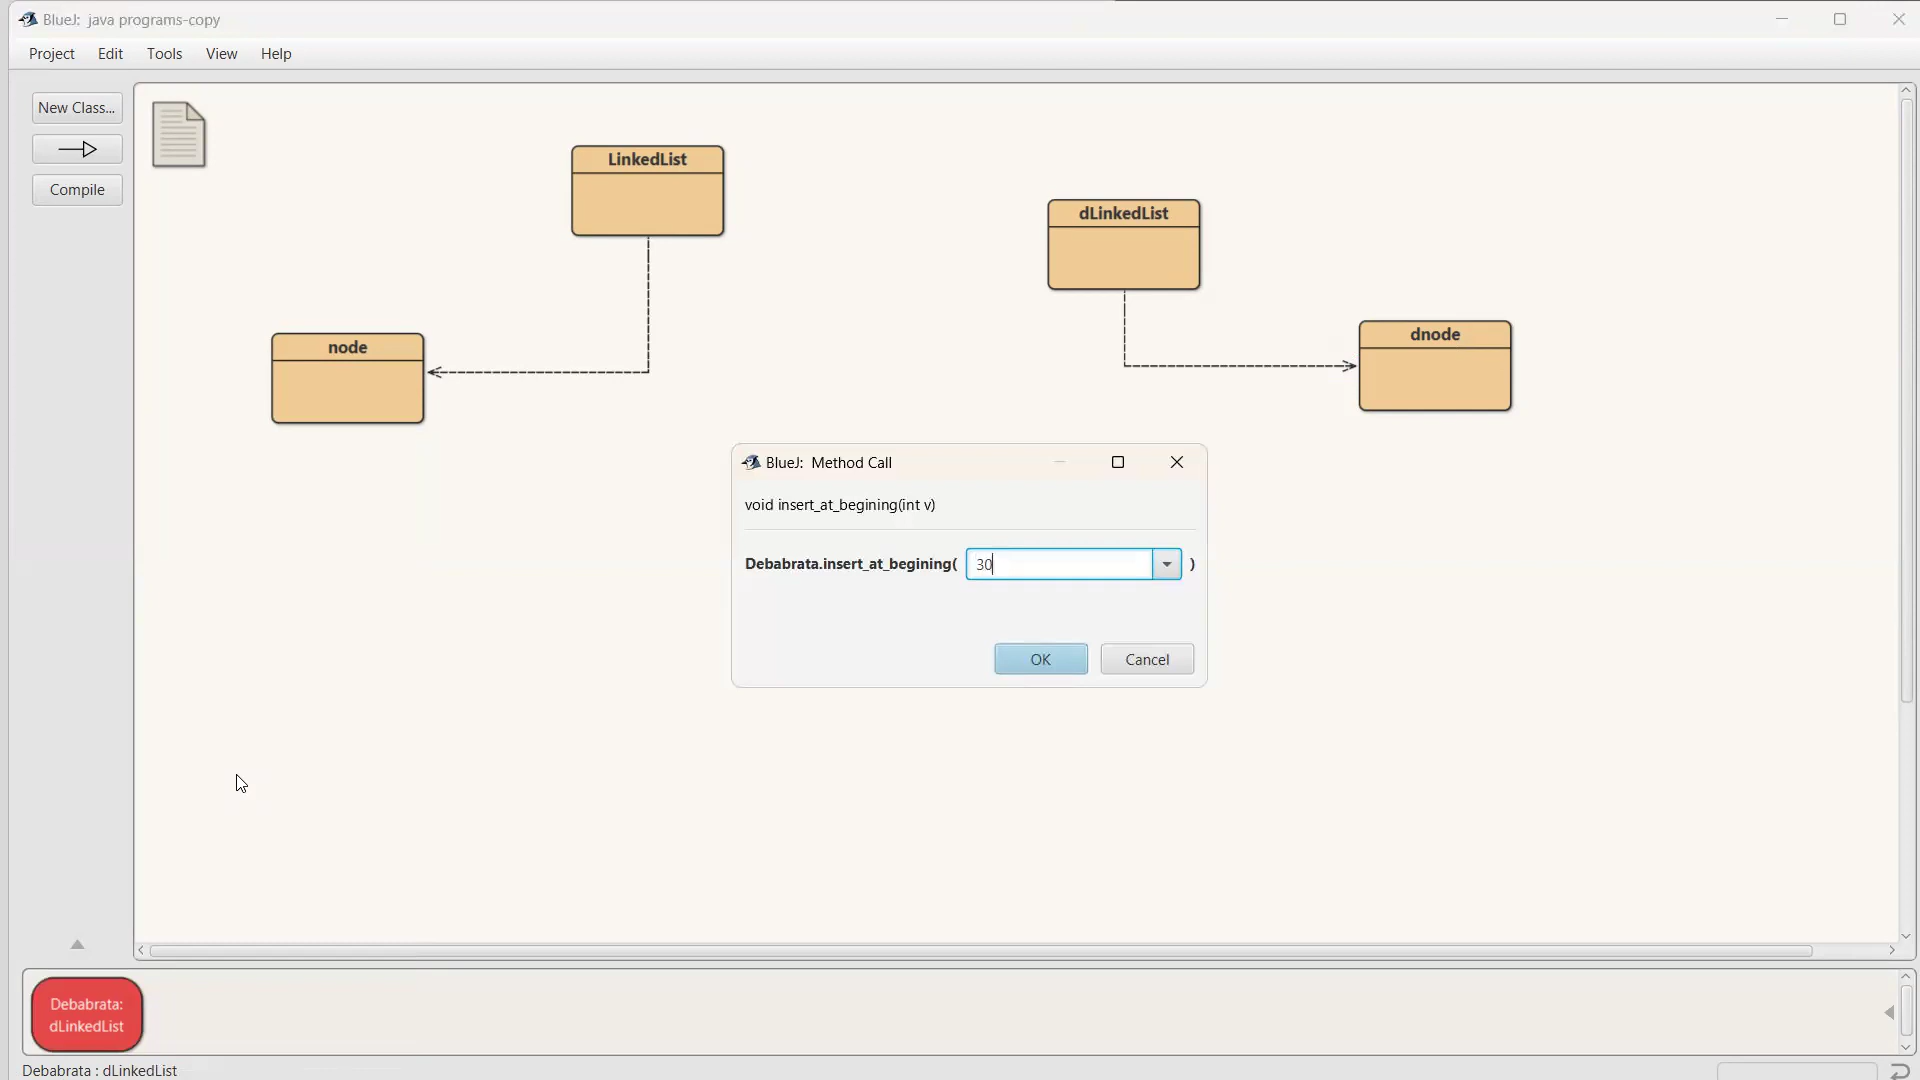 BlueJ: java programs-copy
Project Edit Tools View Help
New Class...
Compile
LinkedList
dLinkedList
node
dnode
BlueJ: Method Call
void insert_at_begining(int v)
Debabrata.insert_at_begining( 30 )
OK Cancel
Debabrata:
dLinkedList
Debabrata : dLinkedList